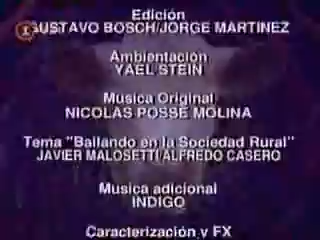 Edición
GUSTAVO BOSCH/JORGE MARTINEZ
Ambientación
YAEL STEIN
Musica Original
NICOLAS POSSE MOLINA
Tema "Bailando en la Sociedad Rural"
JAVIER MALOSETTI/ALFREDO CASERO
Musica adicional
INDIGO
Caracterización y FX